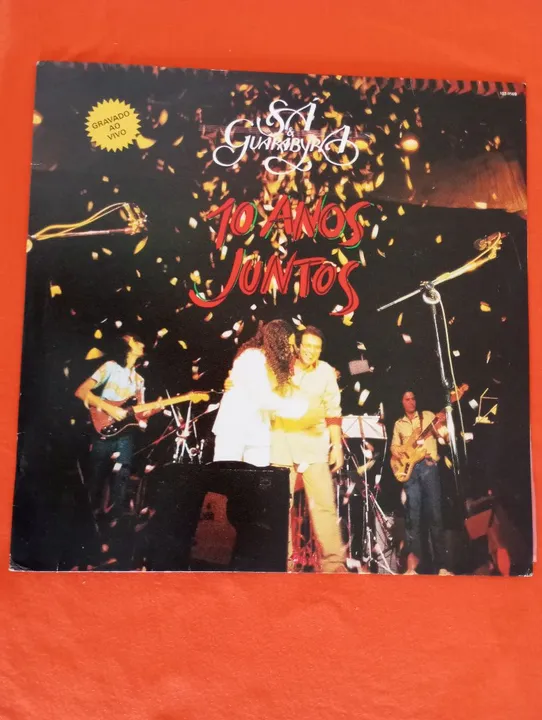 GRAVADO
AO
VIVO
SÁ
&
GUARABYRA
10 ANOS
JUNTOS